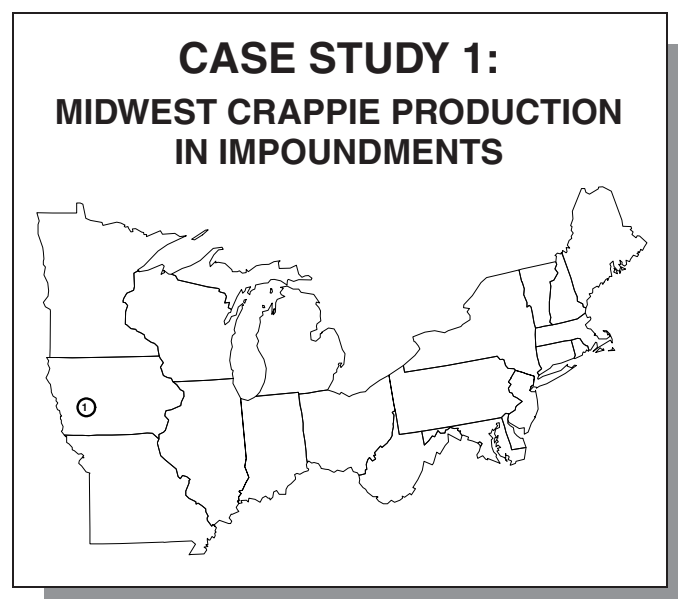 CASE STUDY 1:
MIDWEST CRAPPIE PRODUCTION
IN IMPOUNDMENTS
1